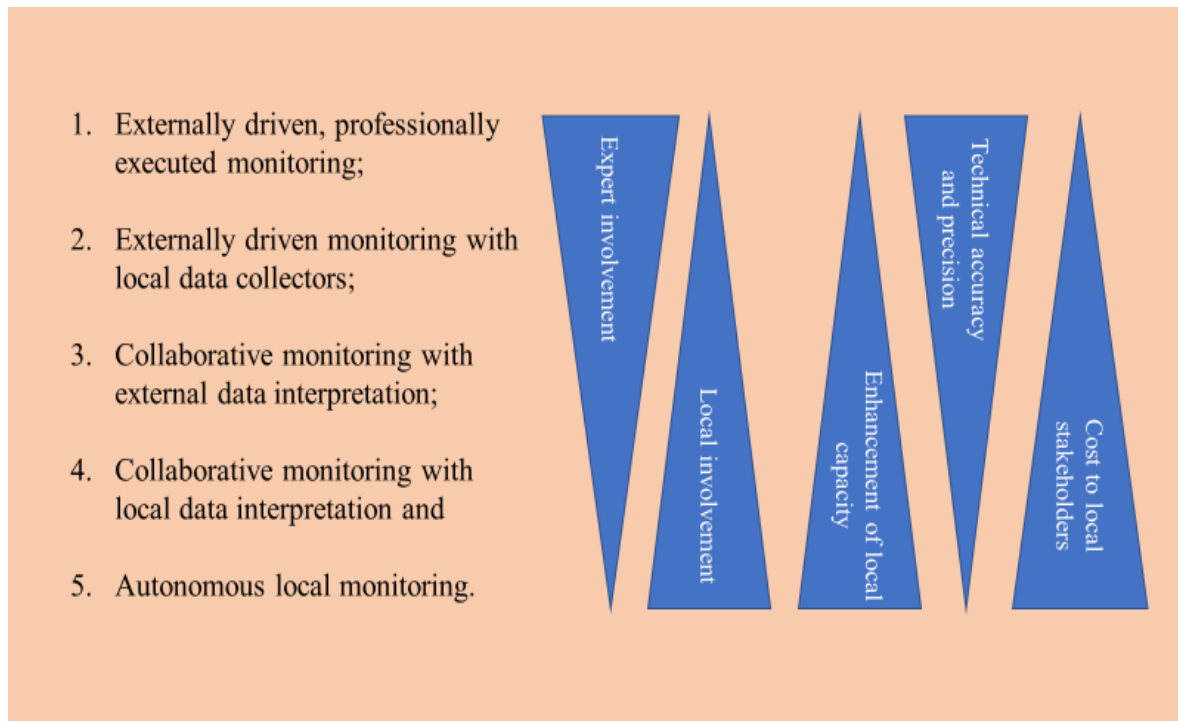 1. Externally driven, professionally
executed monitoring;
2. Externally driven monitoring with
local data collectors;
3. Collaborative monitoring with
external data interpretation;
4. Collaborative monitoring with
local data interpretation and
5. Autonomous local monitoring.
Expert involvement
Local involvement
Enhancement of local
capacity
Technical accuracy
and precision
Cost to local
stakeholders